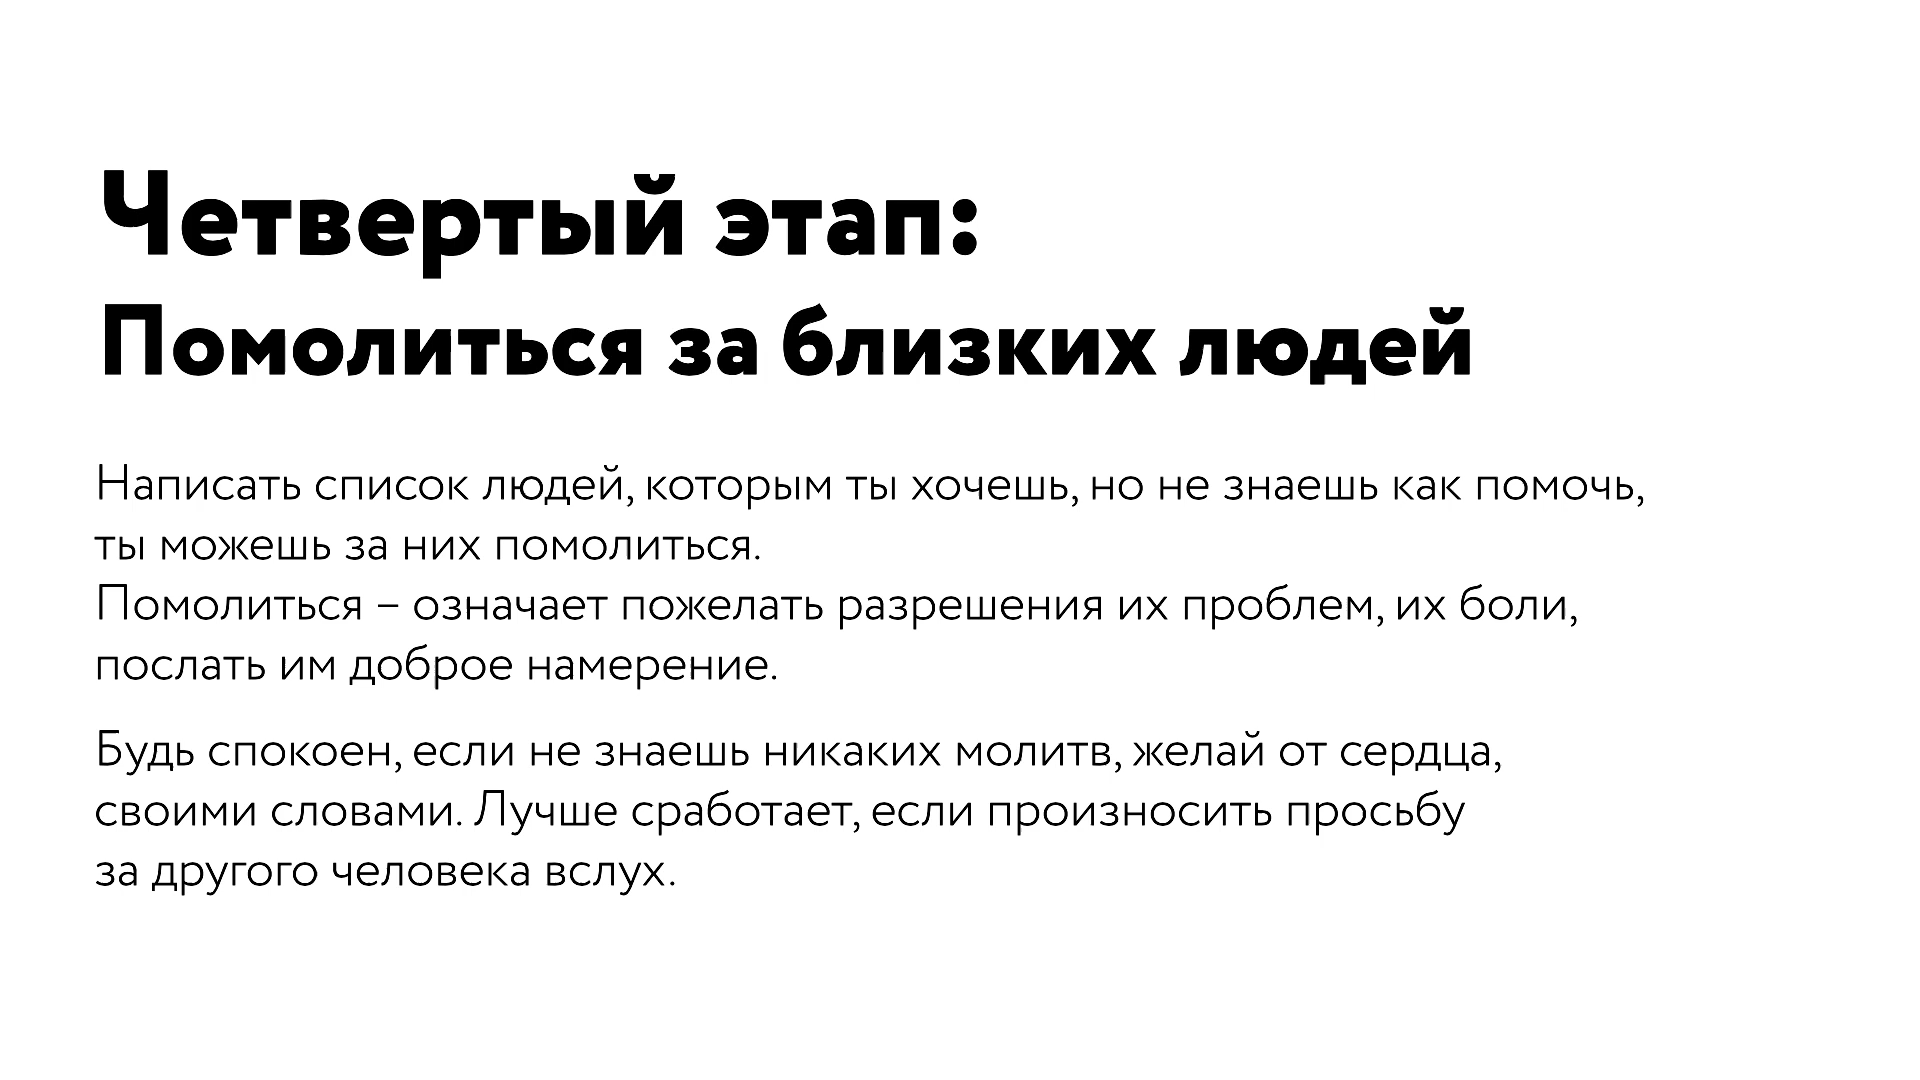 Четвертый этап:
Помолиться за близких людей
Написать список людей, которым ты хочешь, но не знаешь как помочь,
ты можешь за них помолиться.
Помолиться – означает пожелать разрешения их проблем, их боли,
послать им доброе намерение.
Будь спокоен, если не знаешь никаких молитв, желай от сердца,
своими словами. Лучше сработает, если произносить просьбу
за другого человека вслух.